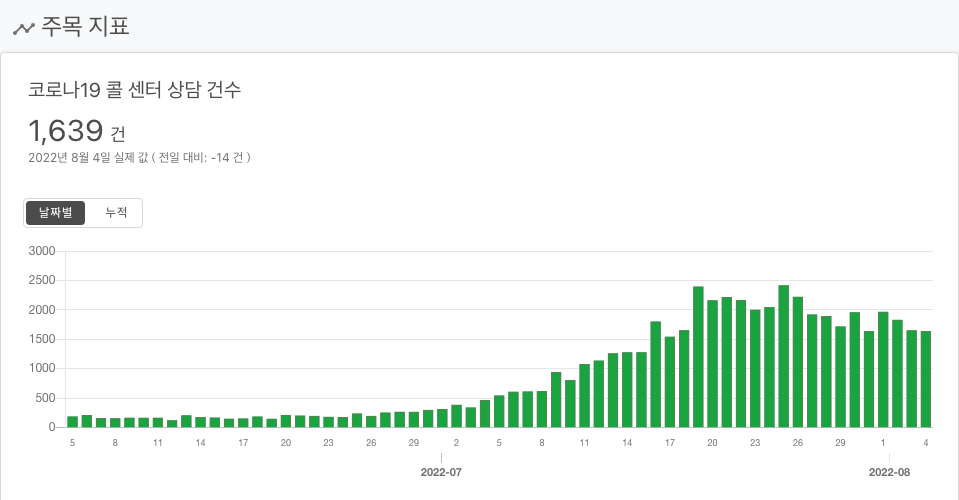 주목 지표
코로나19 콜 센터 상담 건수
1,639 건
2022년 8월 4일 실제 값 ( 전일 대비: -14 건 )
날짜별 누적
3000
2500
2000
1500
1000
500
0
5 8 11 14 17 20 23 26 29 2 5 8 11 14 17 20 23 26 29 1 4
2022-07 2022-08